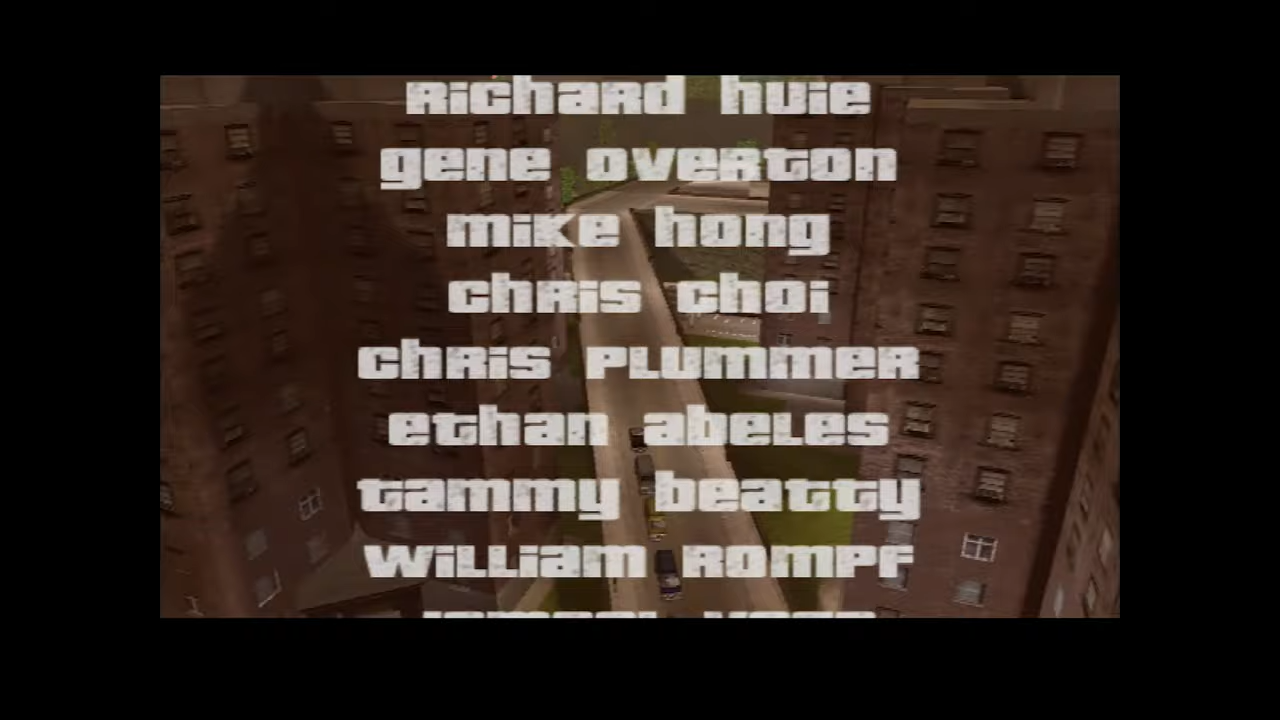 Richard Huie
Gene Overton
Mike Hong
Chris Choi
Chris Plummer
Ethan Abeles
Tammy Beatty
William Rompf